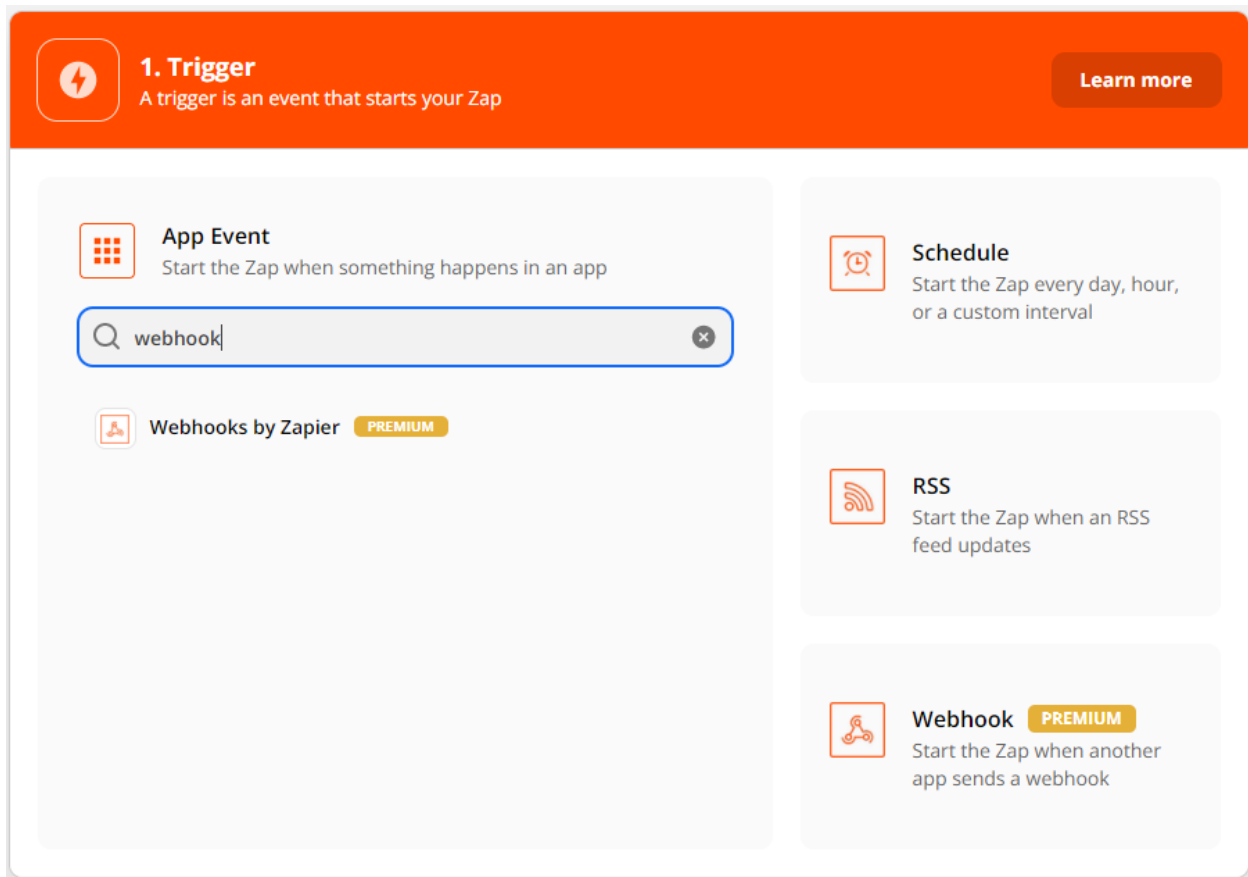 1. Trigger
A trigger is an event that starts your Zap
Learn more
App Event
Start the Zap when something happens in an app
webhook
Webhooks by Zapier PREMIUM
Schedule
Start the Zap every day, hour,
or a custom interval
RSS
Start the Zap when an RSS
feed updates
Webhook PREMIUM
Start the Zap when another
app sends a webhook